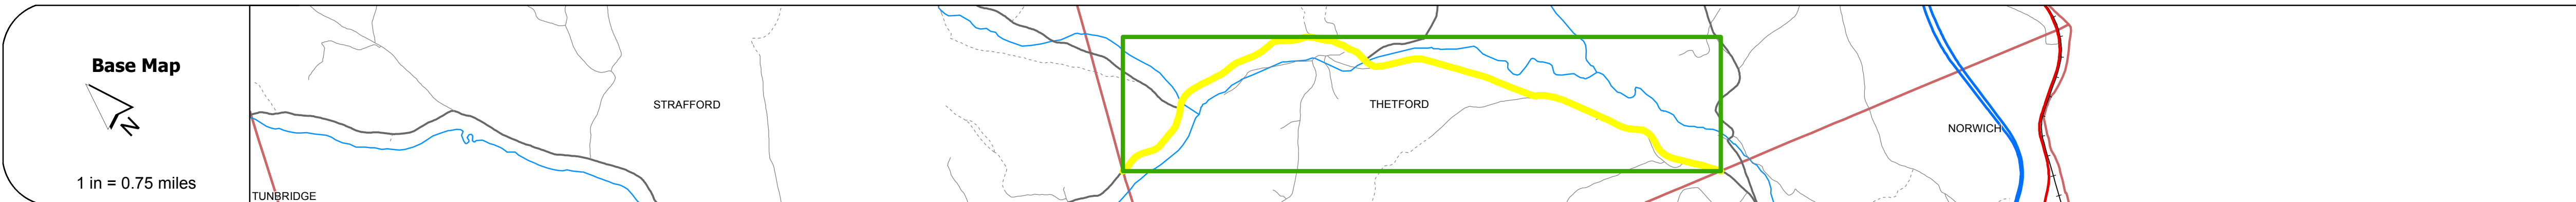 Base Map
N
1 in = 0.75 miles
TUNBRIDGE
STRAFFORD
THETFORD
NORWICH